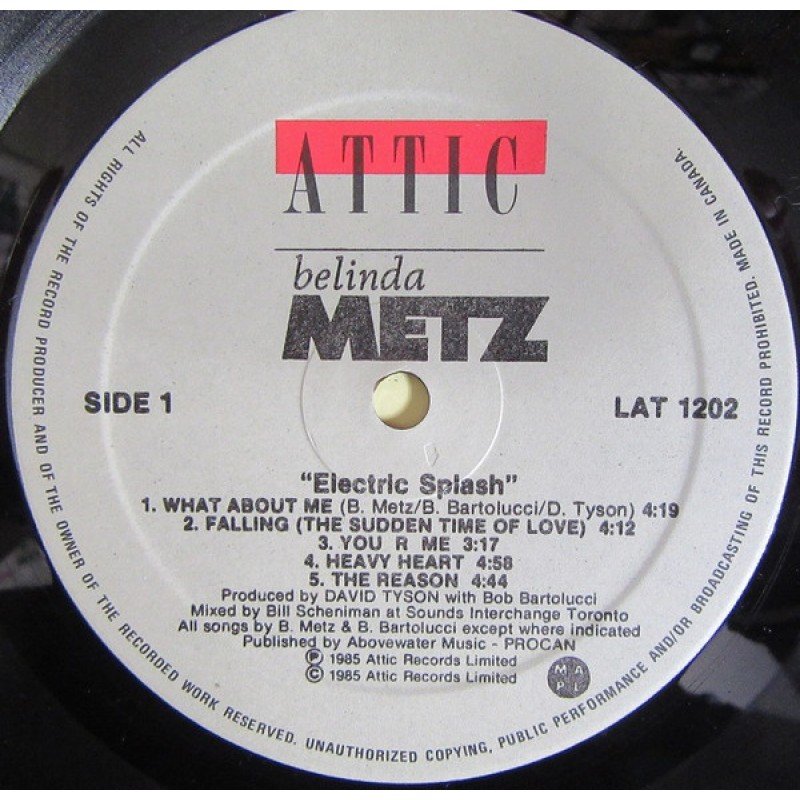 ATTIC
belinda
METZ
SIDE 1
LAT 1202
"Electric Splash"
1. WHAT ABOUT ME (B. Metz/B. Bartolucci/D. Tyson) 4:19
2. FALLING (THE SUDDEN TIME OF LOVE) 4:12
3. YOU R ME 3:17
4. HEAVY HEART 4:58
5. THE REASON 4:44
Produced by DAVID TYSON with Bob Bartolucci
Mixed by Bill Scheniman at Sounds Interchange Toronto
All songs by B. Metz & B. Bartolucci except where indicated
Published by Abovewater Music - PROCAN
℗ 1985 Attic Records Limited
© 1985 Attic Records Limited
M A
P L
ALL RIGHTS OF THE RECORD PRODUCER AND OF THE OWNER OF THE RECORDED WORK RESERVED. UNAUTHORIZED COPYING, PUBLIC PERFORMANCE AND/OR BROADCASTING OF THIS RECORD PROHIBITED. MADE IN CANADA.